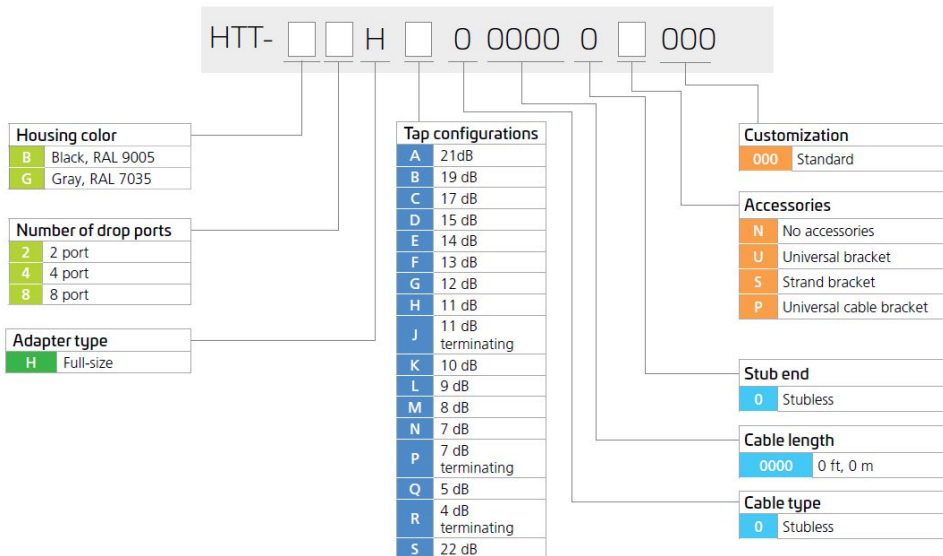 HTT- H 0 0000 0 000
Housing color
B Black, RAL 9005
G Gray, RAL 7035
Number of drop ports
2 2 port
4 4 port
8 8 port
Adapter type
H Full-size
Tap configurations
A 21dB
B 19 dB
C 17 dB
D 15 dB
E 14 dB
F 13 dB
G 12 dB
H 11 dB
J 11 dB
terminating
K 10 dB
L 9 dB
M 8 dB
N 7 dB
P 7 dB
terminating
Q 5 dB
R 4 dB
terminating
S 22 dB
Customization
000 Standard
Accessories
N No accessories
U Universal bracket
S Strand bracket
P Universal cable bracket
Stub end
0 Stubless
Cable length
0000 0 ft, 0 m
Cable type
0 Stubless